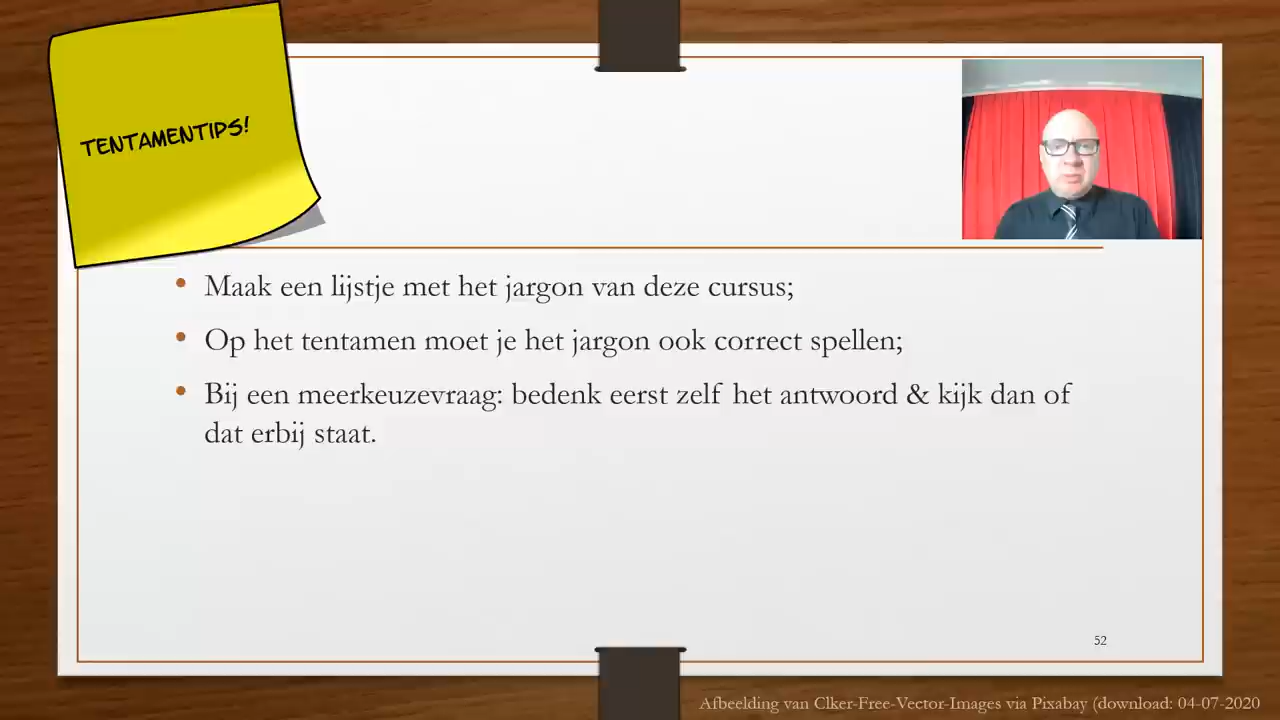 TENTAMENTIPS!
• Maak een lijstje met het jargon van deze cursus;
• Op het tentamen moet je het jargon ook correct spellen;
• Bij een meerkeuzevraag: bedenk eerst zelf het antwoord & kijk dan of
dat erbij staat.
52
Afbeelding van Clker-Free-Vector-Images via Pixabay (download: 04-07-2020